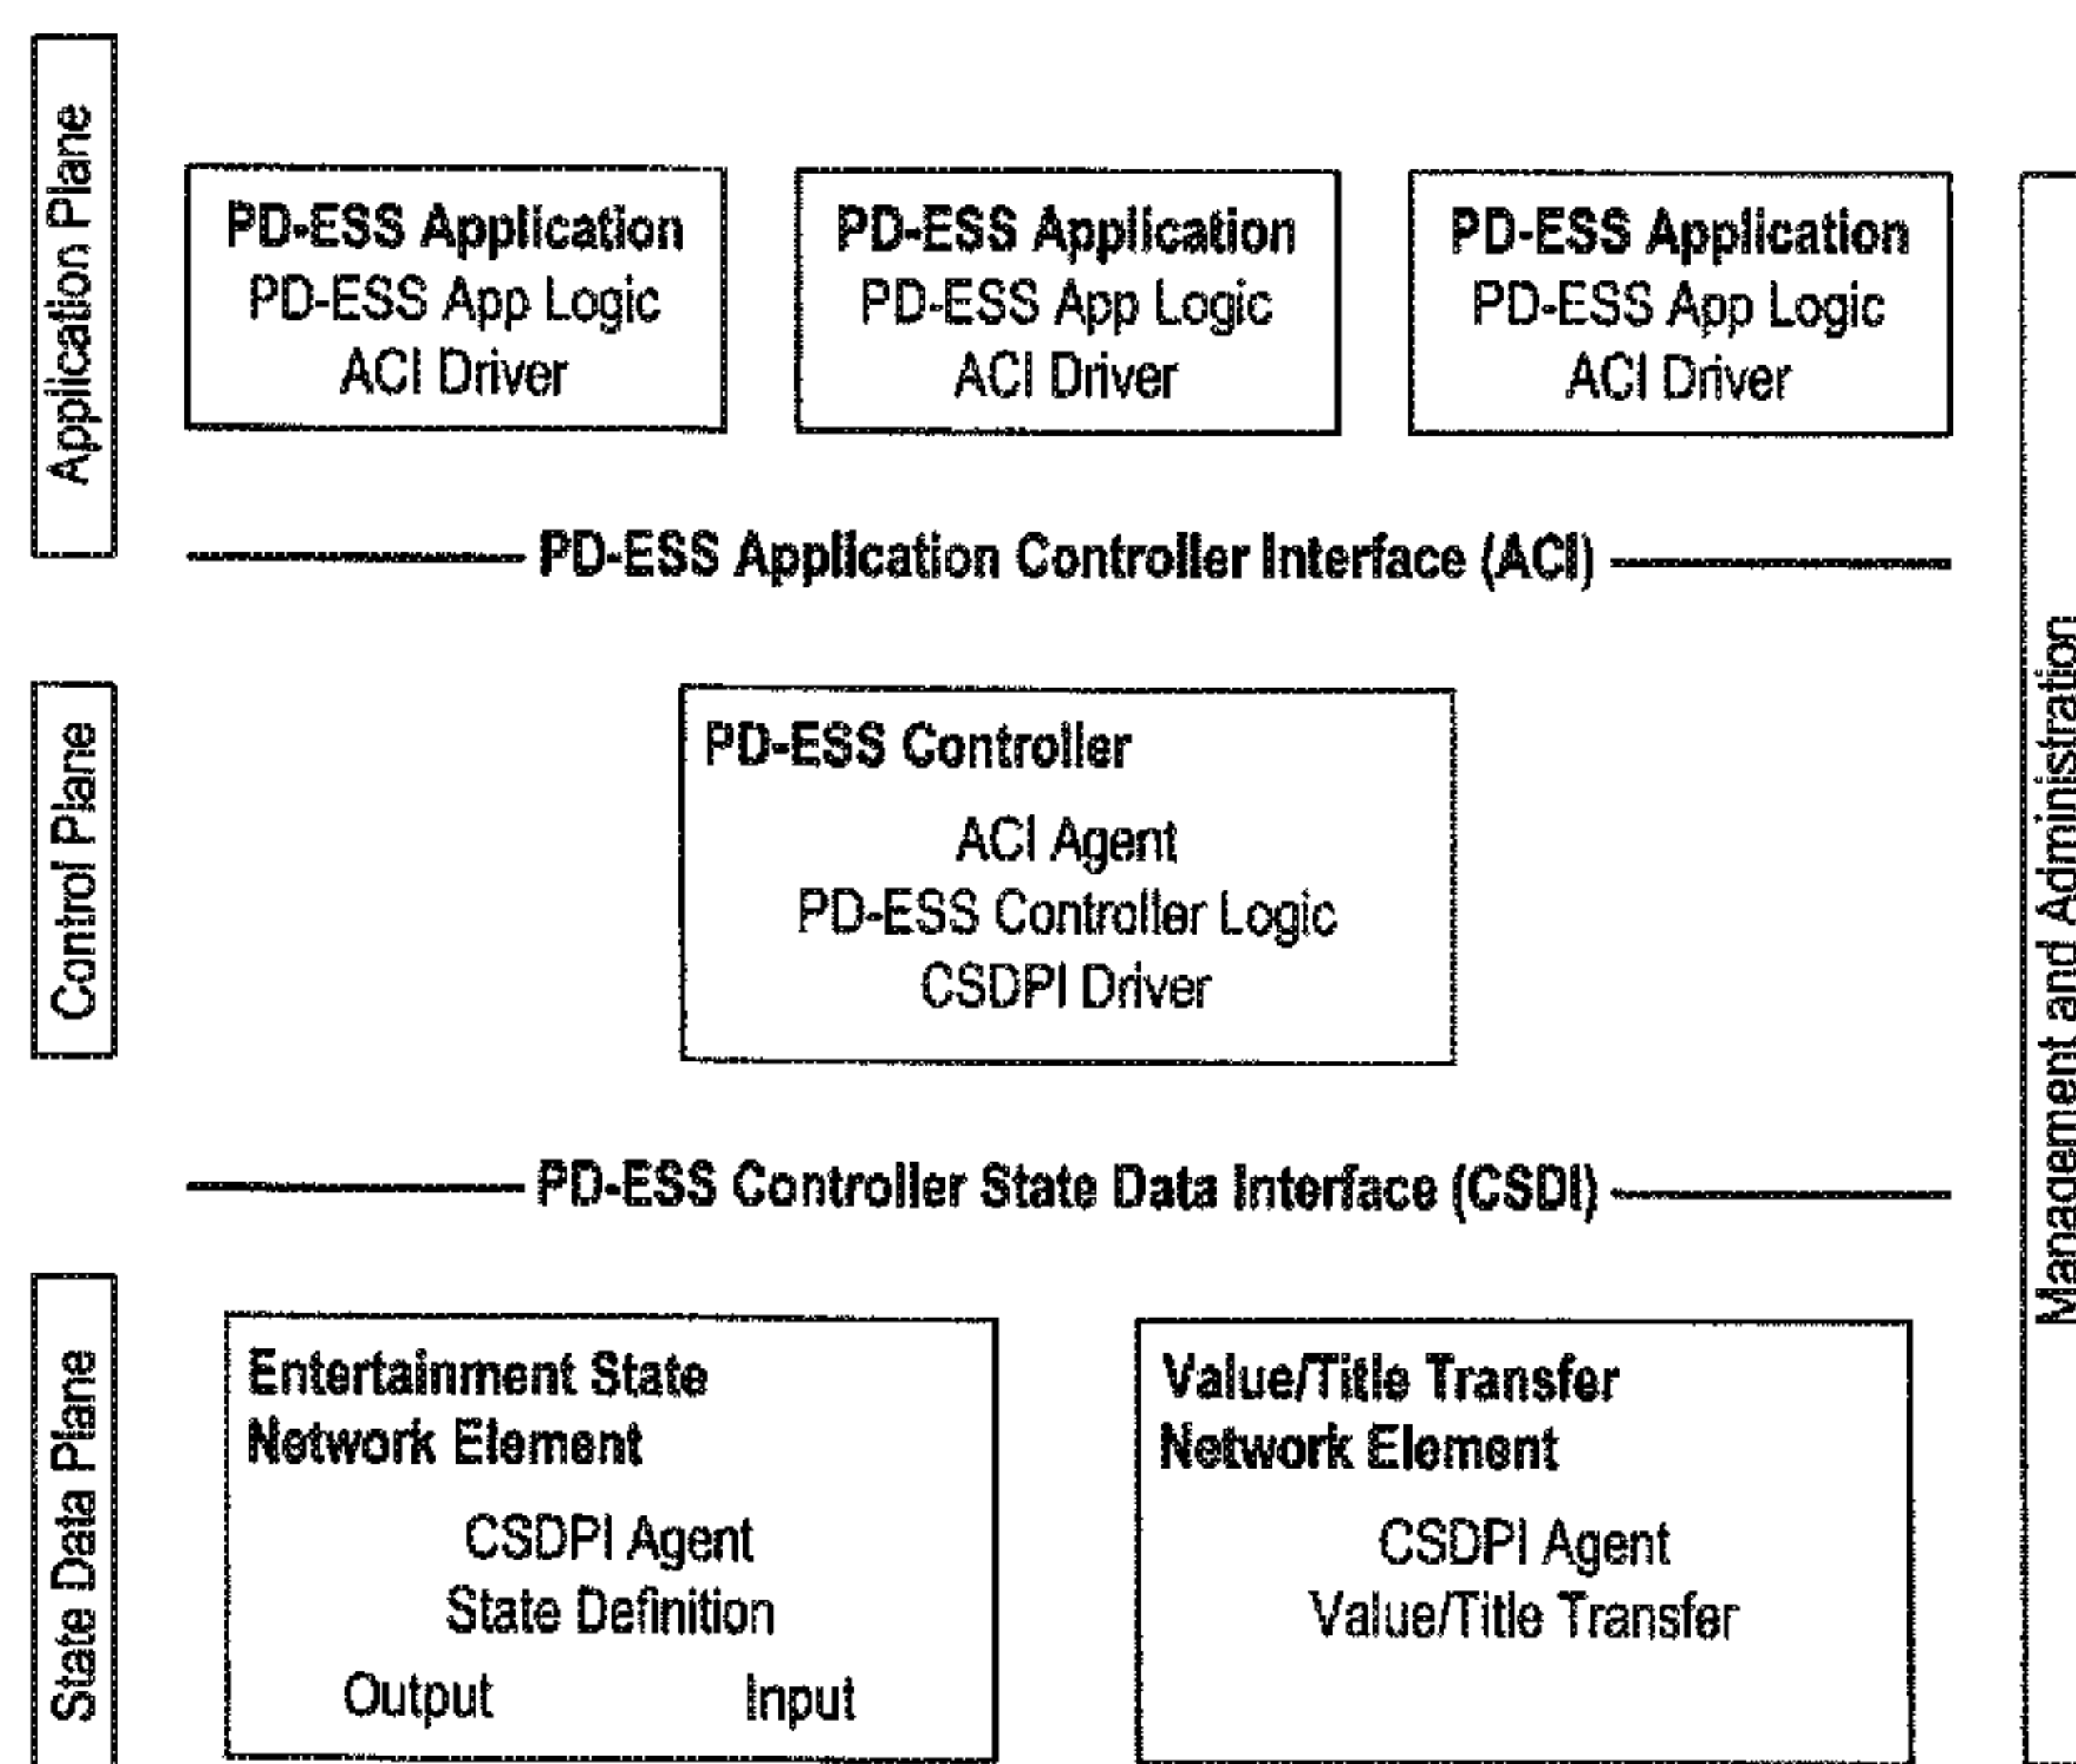 Application Plane
PD-ESS Application
PD-ESS App Logic
ACI Driver
PD-ESS Application
PD-ESS App Logic
ACI Driver
PD-ESS Application
PD-ESS App Logic
ACI Driver
PD-ESS Application Controller Interface (ACI)
Control Plane
PD-ESS Controller
ACI Agent
PD-ESS Controller Logic
CSDPI Driver
PD-ESS Controller State Data Interface (CSDI)
State Data Plane
Entertainment State
Network Element
CSDPI Agent
State Definition
Output Input
Value/Title Transfer
Network Element
CSDPI Agent
Value/Title Transfer
Management and Administration